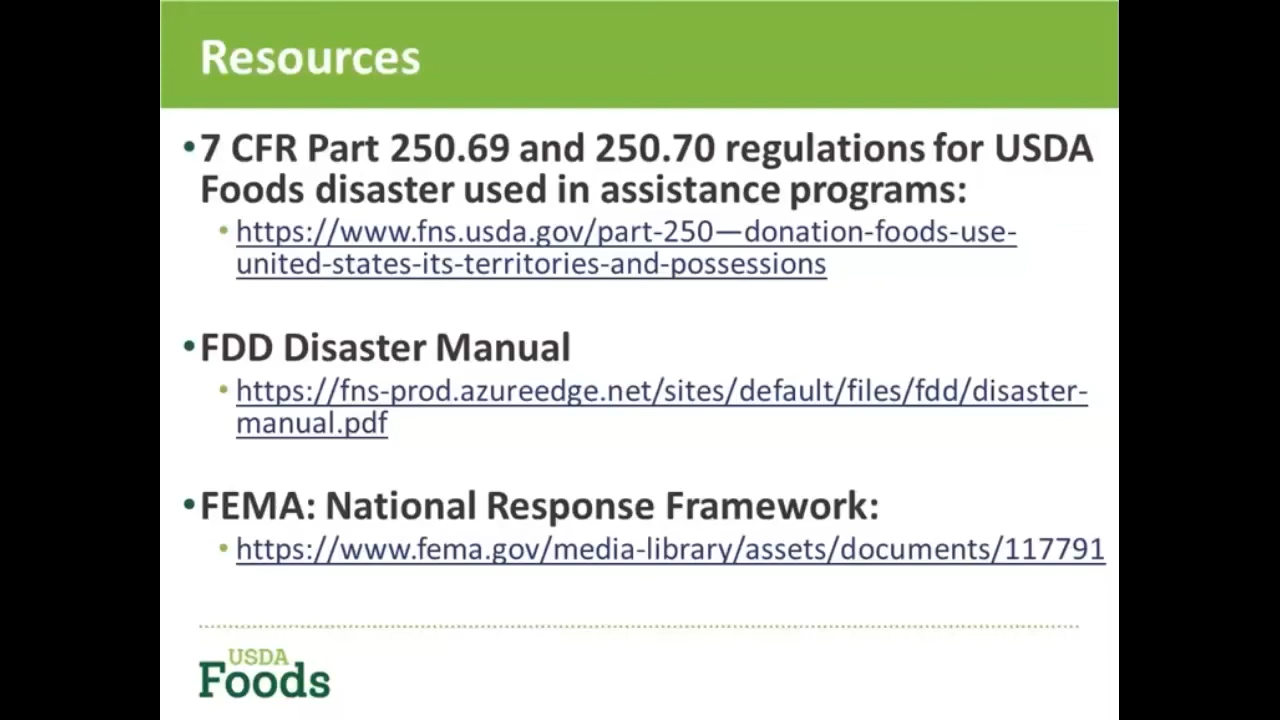 Resources
•7 CFR Part 250.69 and 250.70 regulations for USDA
Foods disaster used in assistance programs:
•https://www.fns.usda.gov/part-250—donation-foods-use-
united-states-its-territories-and-possessions
•FDD Disaster Manual
•https://fns-prod.azureedge.net/sites/default/files/fdd/disaster-
manual.pdf
•FEMA: National Response Framework:
•https://www.fema.gov/media-library/assets/documents/117791
USDA
Foods